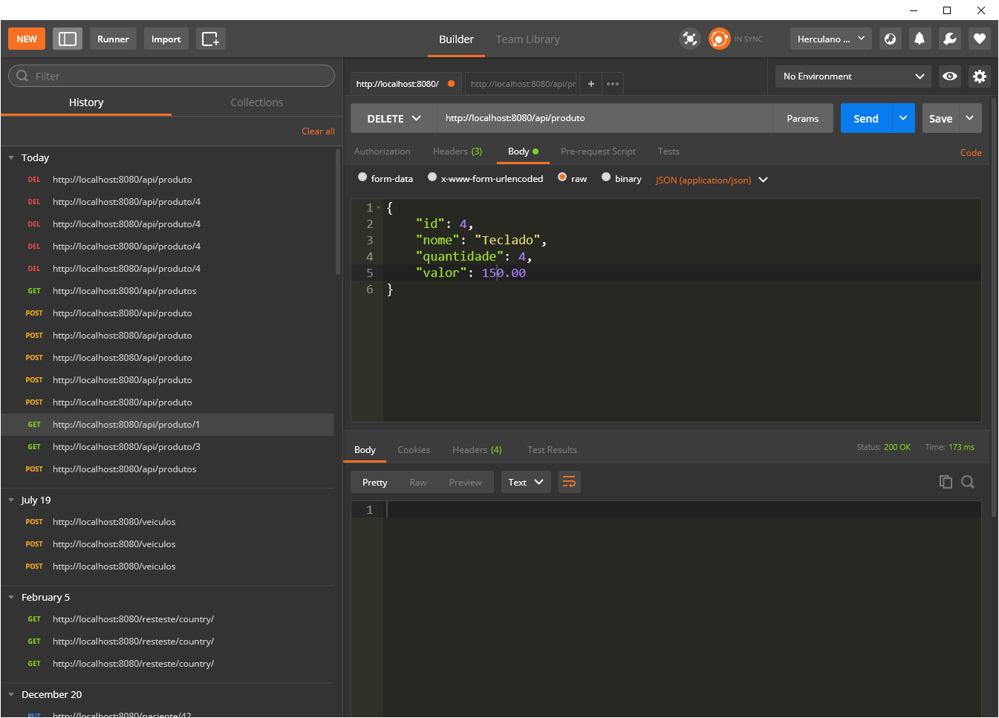 NEW Runner Import Builder Team Library IN SYNC Herculano ...
Filter
History Collections
Clear all
Today
DEL http://localhost:8080/api/produto
DEL http://localhost:8080/api/produto/4
DEL http://localhost:8080/api/produto/4
DEL http://localhost:8080/api/produto/4
DEL http://localhost:8080/api/produto/4
GET http://localhost:8080/api/produtos
POST http://localhost:8080/api/produto
POST http://localhost:8080/api/produto
POST http://localhost:8080/api/produto
POST http://localhost:8080/api/produto
POST http://localhost:8080/api/produto
GET http://localhost:8080/api/produto/1
GET http://localhost:8080/api/produto/3
POST http://localhost:8080/api/produtos
July 19
POST http://localhost:8080/veiculos
POST http://localhost:8080/veiculos
POST http://localhost:8080/veiculos
February 5
GET http://localhost:8080/resteste/country/
GET http://localhost:8080/resteste/country/
GET http://localhost:8080/resteste/country/
December 20
PUT http://localhost:8080/paciente/42
http://localhost:8080/ http://localhost:8080/api/pr + ••• No Environment
DELETE http://localhost:8080/api/produto Params Send Save
Authorization Headers (3) Body Pre-request Script Tests Code
form-data x-www-form-urlencoded raw binary JSON (application/json)
1 {
2 "id": 4,
3 "nome": "Teclado",
4 "quantidade": 4,
5 "valor": 150.00
6 }
Body Cookies Headers (4) Test Results Status: 200 OK Time: 173 ms
Pretty Raw Preview Text
1